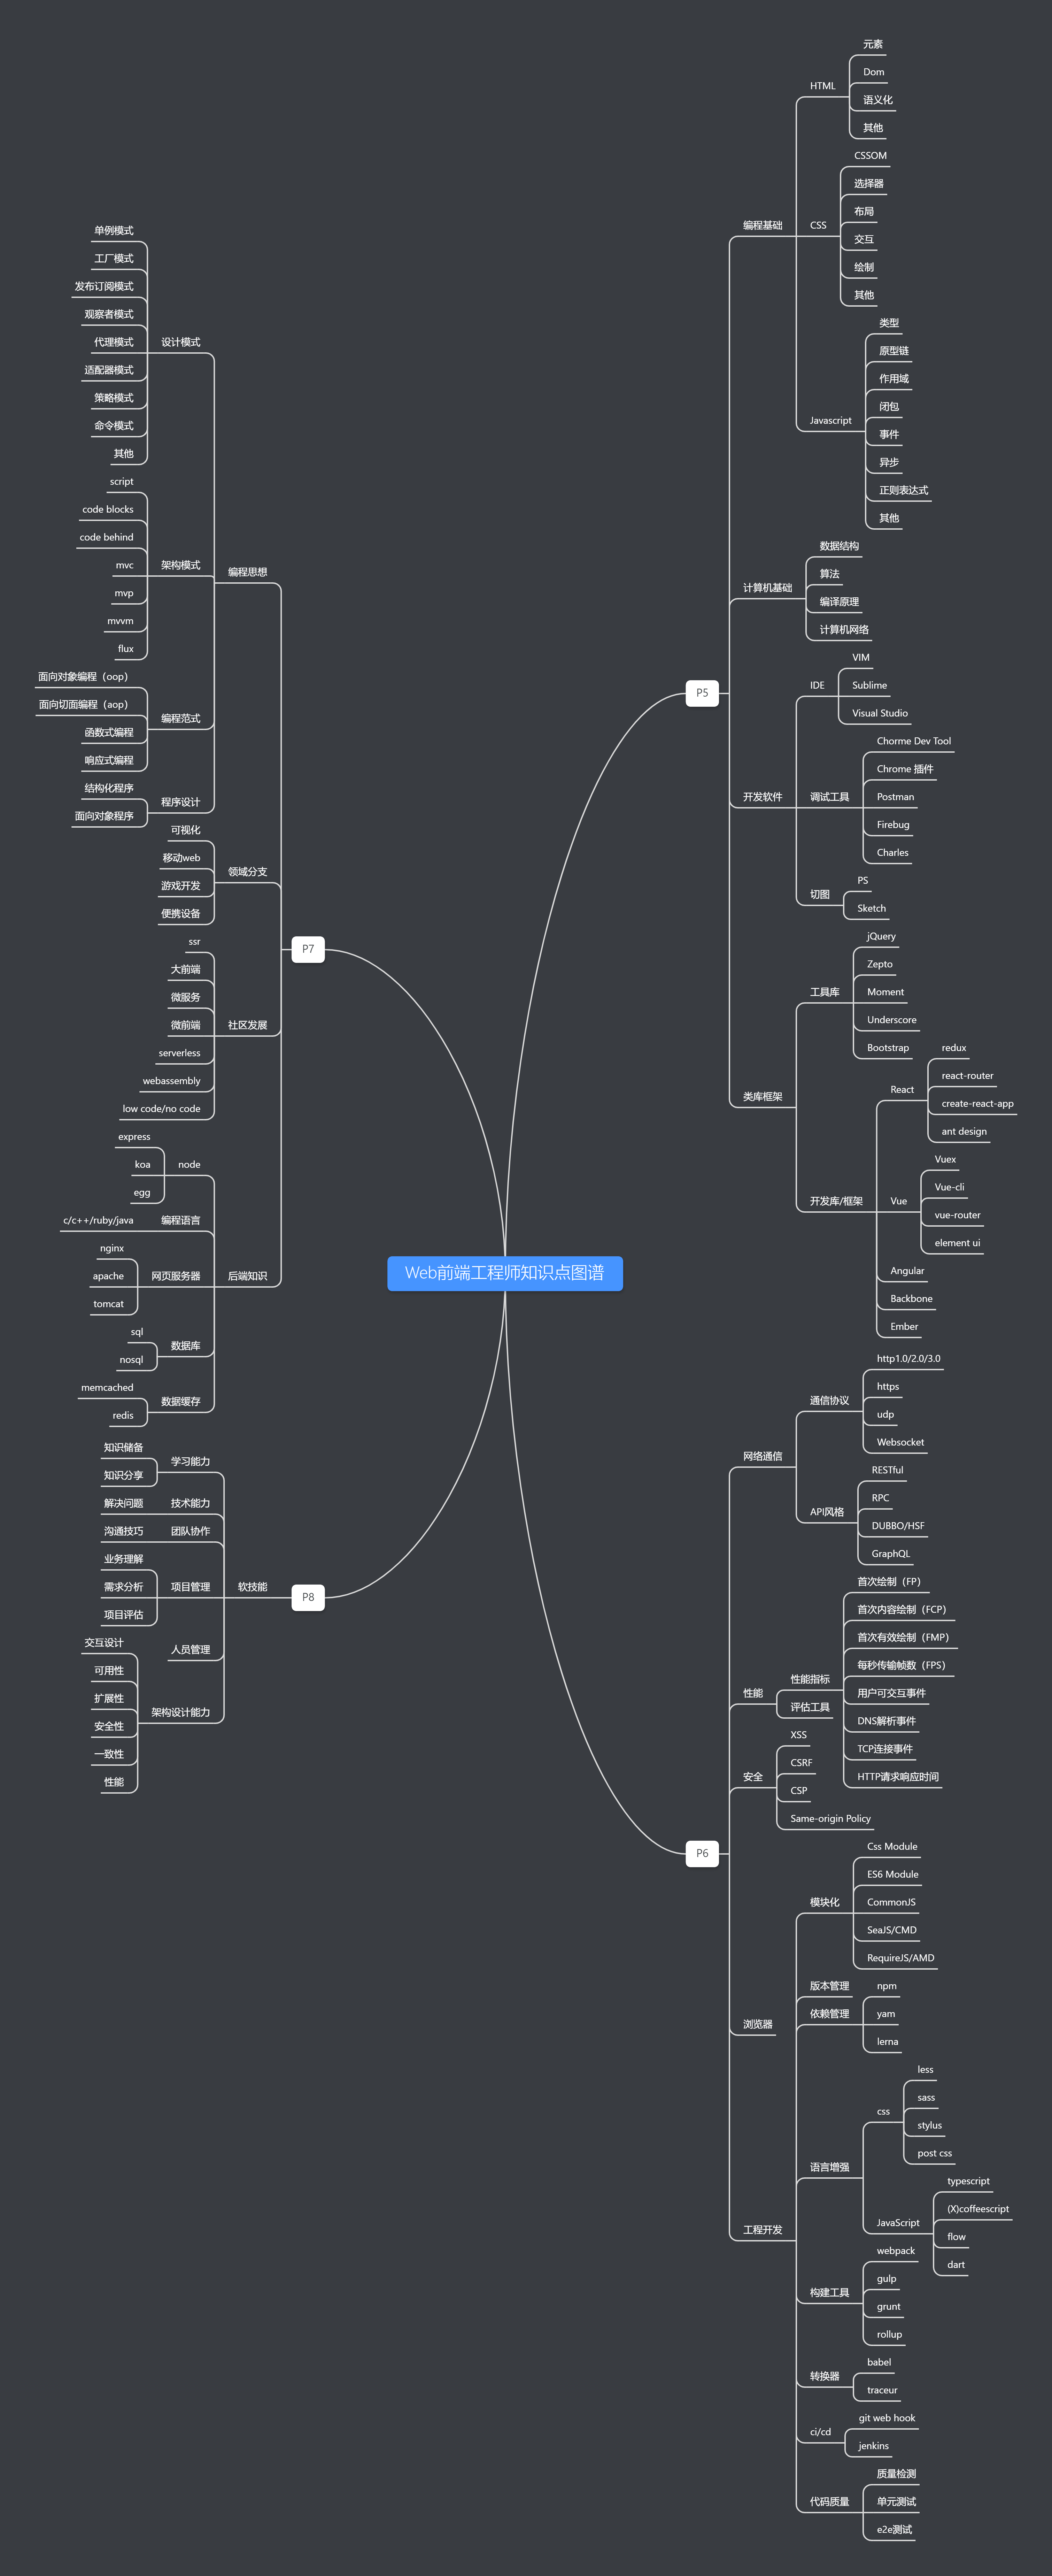 Web前端工程师知识点图谱
P5
编程基础
HTML
元素
Dom
语义化
其他
CSS
CSSOM
选择器
布局
交互
绘制
其他
Javascript
类型
原型链
作用域
闭包
事件
异步
正则表达式
其他
计算机基础
数据结构
算法
编译原理
计算机网络
开发软件
IDE
VIM
Sublime
Visual Studio
调试工具
Chorme Dev Tool
Chrome 插件
Postman
Firebug
Charles
切图
PS
Sketch
类库框架
工具库
jQuery
Zepto
Moment
Underscore
Bootstrap
开发库/框架
React
redux
react-router
create-react-app
ant design
Vue
Vuex
Vue-cli
vue-router
element ui
Angular
Backbone
Ember
P6
网络通信
通信协议
http1.0/2.0/3.0
https
udp
Websocket
API风格
RESTful
RPC
DUBBO/HSF
GraphQL
性能
性能指标
首次绘制（FP）
首次内容绘制（FCP）
首次有效绘制（FMP）
每秒传输帧数（FPS）
用户可交互事件
DNS解析事件
TCP连接事件
HTTP请求响应时间
评估工具
安全
XSS
CSRF
CSP
Same-origin Policy
浏览器
工程开发
模块化
Css Module
ES6 Module
CommonJS
SeaJS/CMD
RequireJS/AMD
版本管理
依赖管理
npm
yam
lerna
语言增强
css
less
sass
stylus
post css
JavaScript
typescript
(X)coffeescript
flow
dart
构建工具
webpack
gulp
grunt
rollup
转换器
babel
traceur
ci/cd
git web hook
jenkins
代码质量
质量检测
单元测试
e2e测试
P7
编程思想
设计模式
单例模式
工厂模式
发布订阅模式
观察者模式
代理模式
适配器模式
策略模式
命令模式
其他
架构模式
script
code blocks
code behind
mvc
mvp
mvvm
flux
编程范式
面向对象编程（oop）
面向切面编程（aop）
函数式编程
响应式编程
程序设计
结构化程序
面向对象程序
领域分支
可视化
移动web
游戏开发
便携设备
社区发展
ssr
大前端
微服务
微前端
serverless
webassembly
low code/no code
后端知识
node
express
koa
egg
编程语言
c/c++/ruby/java
网页服务器
nginx
apache
tomcat
数据库
sql
nosql
数据缓存
memcached
redis
P8
软技能
学习能力
知识储备
知识分享
技术能力
解决问题
团队协作
沟通技巧
项目管理
业务理解
需求分析
项目评估
人员管理
架构设计能力
交互设计
可用性
扩展性
安全性
一致性
性能